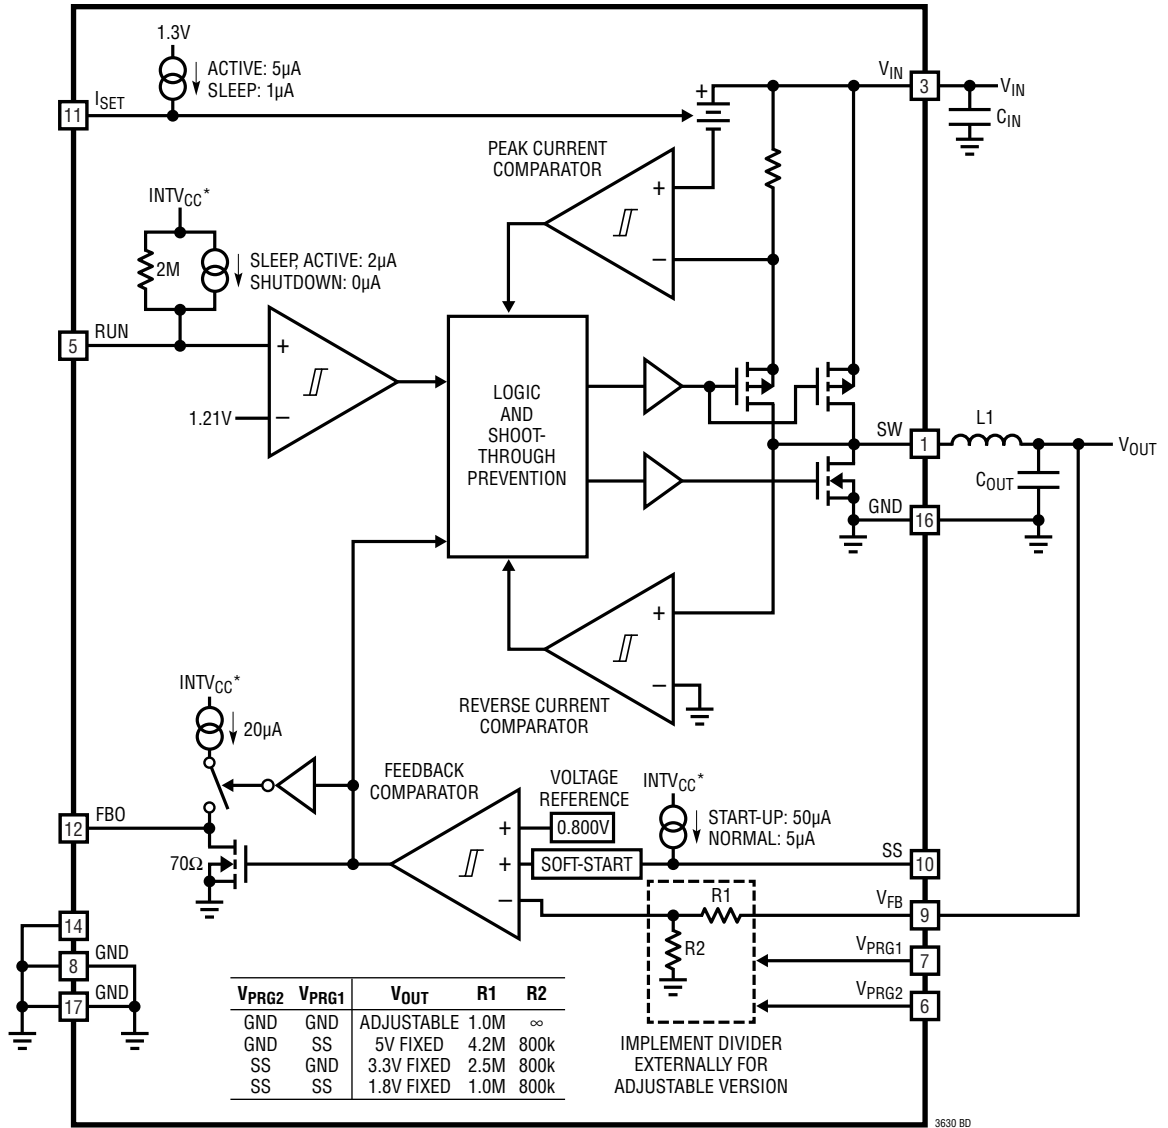 1.3V
ACTIVE: 5µA
SLEEP: 1µA
11
ISET
VIN
3
VIN
CIN
+
PEAK CURRENT
COMPARATOR
+
–
INTVCC*
2M
SLEEP, ACTIVE: 2µA
SHUTDOWN: 0µA
5
RUN
+
1.21V
–
LOGIC
AND
SHOOT-
THROUGH
PREVENTION
SW
1
L1
VOUT
COUT
GND
16
+
–
REVERSE CURRENT
COMPARATOR
INTVCC*
20µA
FEEDBACK
COMPARATOR
VOLTAGE
REFERENCE
0.800V
+
INTVCC*
START-UP: 50µA
NORMAL: 5µA
12
FBO
70Ω
+
SOFT-START
SS
10
–
R1
VFB
9
R2
VPRG1
7
VPRG2
6
14
8
GND
17
GND
VPRG2 VPRG1 VOUT R1 R2
GND GND ADJUSTABLE 1.0M ∞
GND SS 5V FIXED 4.2M 800k
SS GND 3.3V FIXED 2.5M 800k
SS SS 1.8V FIXED 1.0M 800k
IMPLEMENT DIVIDER
EXTERNALLY FOR
ADJUSTABLE VERSION
3630 BD